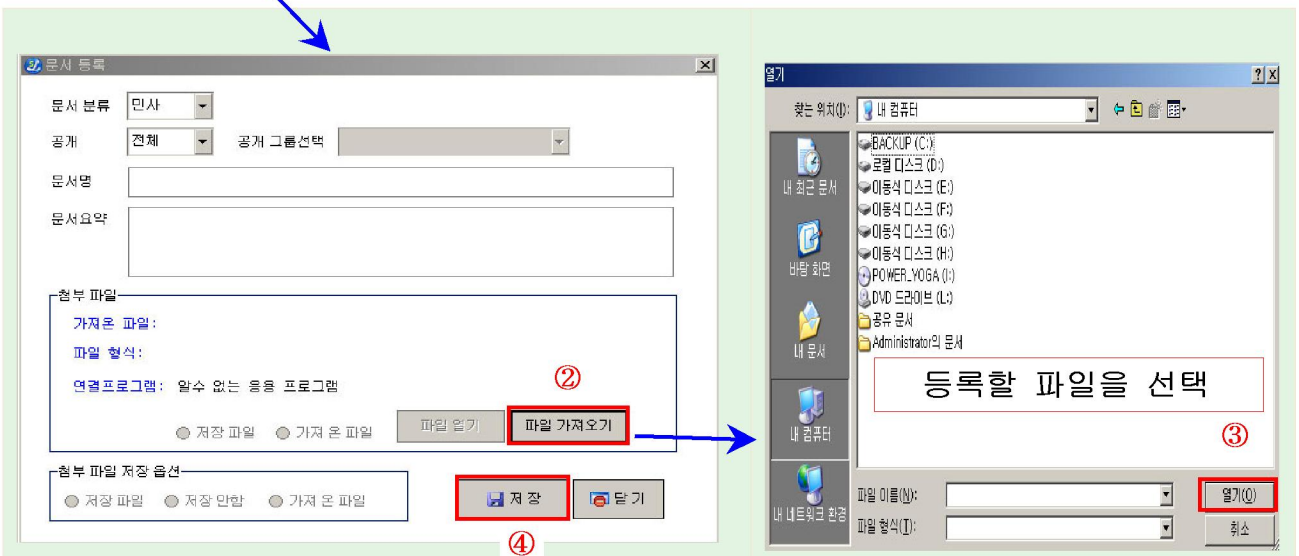 문서 등록
문서 분류 민사
공개 전체 공개 그룹선택
문서명
문서요약
첨부 파일
가져온 파일:
파일 형식:
연결프로그램: 알수 없는 응용 프로그램
②
저장 파일 가져 온 파일 파일 열기 파일 가져오기
첨부 파일 저장 옵션
저장 파일 저장 안함 가져 온 파일
저 장 닫 기
④
열기
찾는 위치(I): 내 컴퓨터
내 최근 문서
바탕 화면
내 문서
내 컴퓨터
내 네트워크 환경
BACKUP (C:)
로컬 디스크 (D:)
이동식 디스크 (E:)
이동식 디스크 (F:)
이동식 디스크 (G:)
이동식 디스크 (H:)
POWER_YOGA (I:)
DVD 드라이브 (L:)
공유 문서
Administrator의 문서
등록할 파일을 선택
③
파일 이름(N): 열기(O)
파일 형식(T): 취소